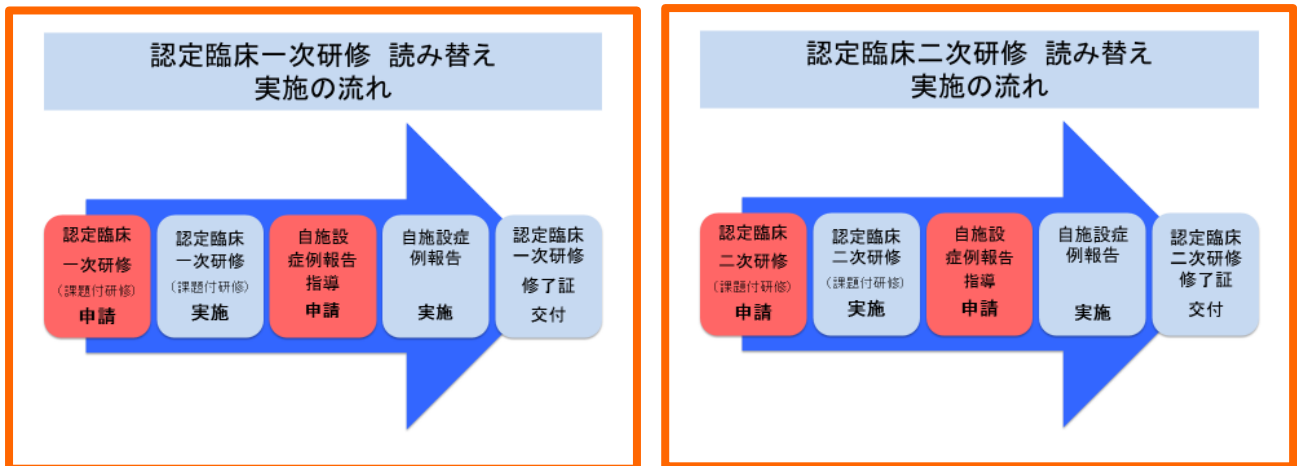 認定臨床一次研修 読み替え
実施の流れ
認定臨床
一次研修
(課題付研修)
申請
認定臨床
一次研修
(課題付研修)
実施
自施設
症例報告
指導
申請
自施設症
例報告
実施
認定臨床
一次研修
修了証
交付
認定臨床二次研修 読み替え
実施の流れ
認定臨床
二次研修
(課題付研修)
申請
認定臨床
二次研修
(課題付研修)
実施
自施設
症例報告
指導
申請
自施設症
例報告
実施
認定臨床
二次研修
修了証
交付